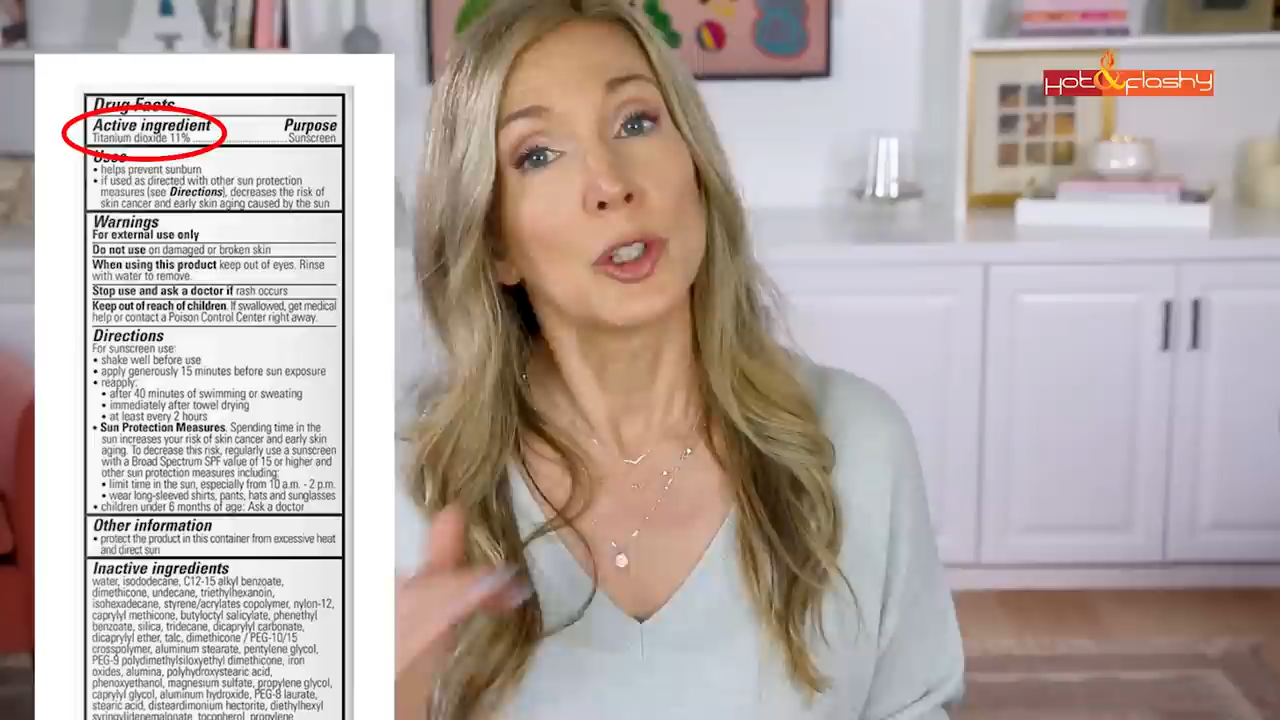 Hot & flashy
Drug Facts
Active ingredient Purpose
Titanium dioxide 11% Sunscreen
Uses
• helps prevent sunburn
• if used as directed with other sun protection
measures (see Directions), decreases the risk of
skin cancer and early skin aging caused by the sun
Warnings
For external use only
Do not use on damaged or broken skin
When using this product keep out of eyes. Rinse
with water to remove.
Stop use and ask a doctor if rash occurs
Keep out of reach of children. If swallowed, get medical
help or contact a Poison Control Center right away.
Directions
For sunscreen use:
• shake well before use
• apply generously 15 minutes before sun exposure
• reapply:
• after 40 minutes of swimming or sweating
• immediately after towel drying
• at least every 2 hours
• Sun Protection Measures. Spending time in the
sun increases your risk of skin cancer and early skin
aging. To decrease this risk, regularly use a sunscreen
with a Broad Spectrum SPF value of 15 or higher and
other sun protection measures including:
• limit time in the sun, especially from 10 a.m. - 2 p.m.
• wear long-sleeved shirts, pants, hats and sunglasses
• children under 6 months of age: Ask a doctor
Other information
• protect the product in this container from excessive heat
and direct sun
Inactive ingredients
water, isododecane, C12-15 alkyl benzoate,
dimethicone, undecane, triethylhexanoin,
isohexadecane, styrene/acrylates copolymer, nylon-12,
caprylyl methicone, butyloctyl salicylate, phenethyl
benzoate, silica, tridecane, dicaprylyl carbonate,
dicaprylyl ether, talc, dimethicone / PEG-10/15
crosspolymer, aluminum stearate, pentylene glycol,
PEG-9 polydimethylsiloxyethyl dimethicone, iron
oxides, alumina, polyhydroxystearic acid,
phenoxyethanol, magnesium sulfate, propylene glycol,
caprylyl glycol, aluminum hydroxide, PEG-8 laurate,
stearic acid, disteardimonium hectorite, diethylhexyl
syringylidenemalonate, tocopherol, propylene